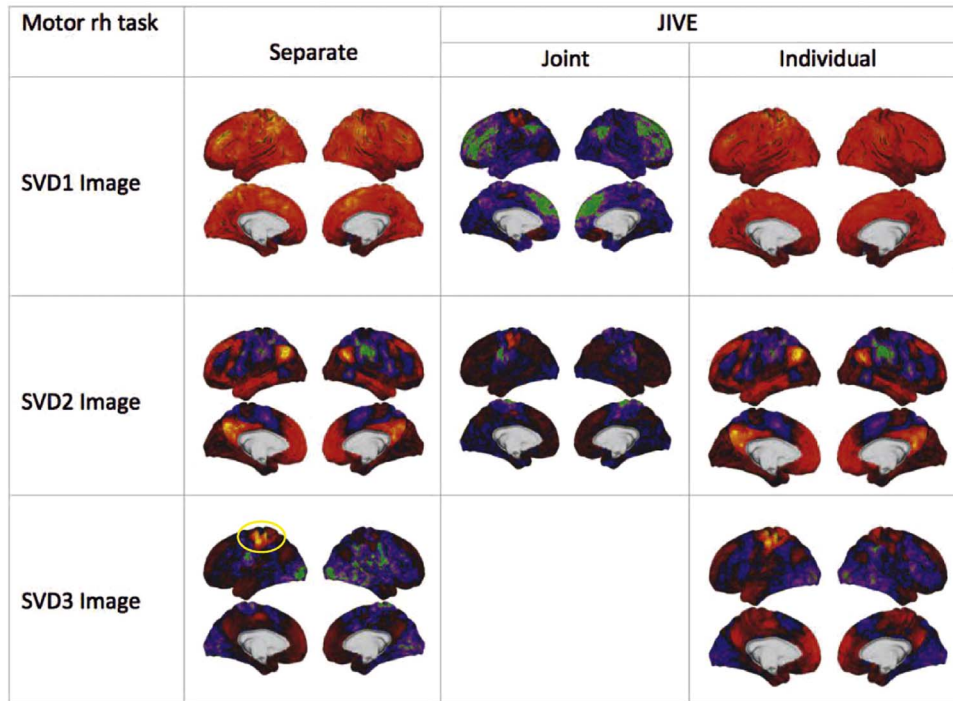 Motor rh task
Separate
JIVE
Joint
Individual
SVD1 Image
SVD2 Image
SVD3 Image